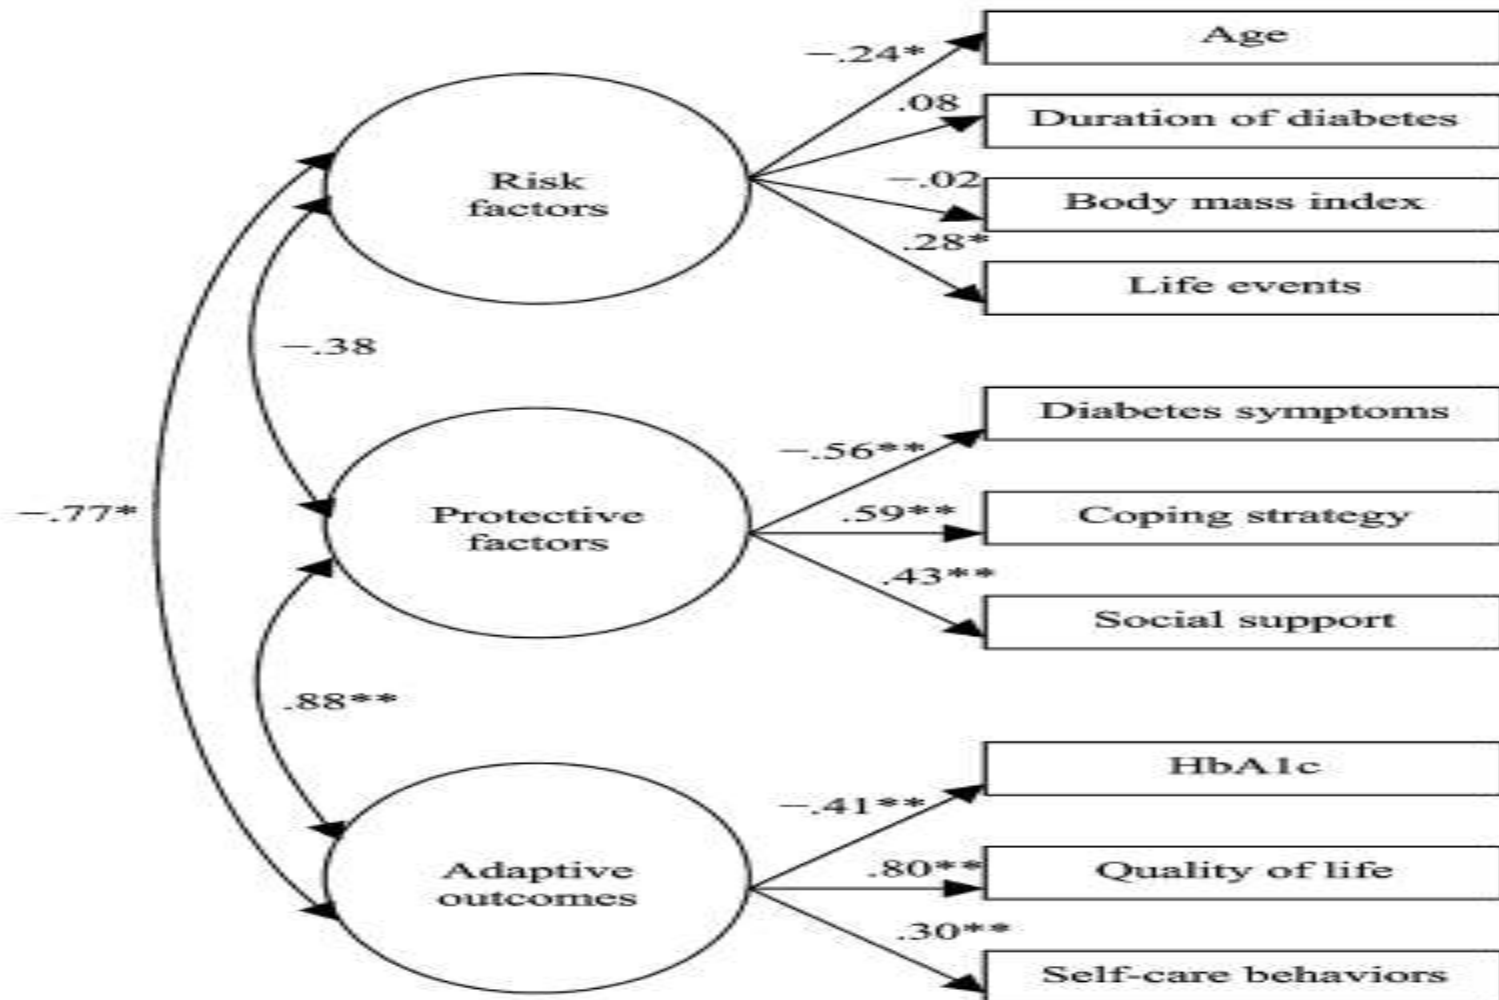 Age
−.24*
.08
Duration of diabetes
−.02
Risk
factors
Body mass index
.28*
Life events
−.38
Diabetes symptoms
−.56**
−.77*
Protective
factors
.59**
Coping strategy
.43**
Social support
.88**
HbA1c
−.41**
Adaptive
outcomes
.80**
Quality of life
.30**
Self-care behaviors